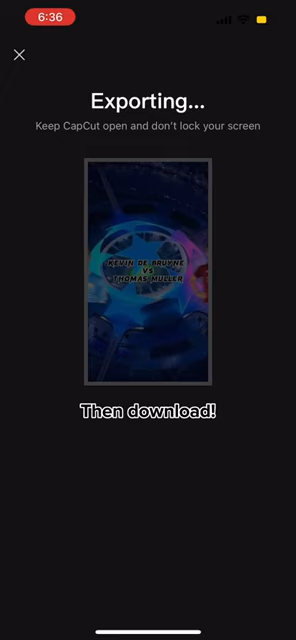 6:36
Exporting...
Keep CapCut open and don't lock your screen
KEVIN DE BRUYNE
VS
THOMAS MULLER
Then download!